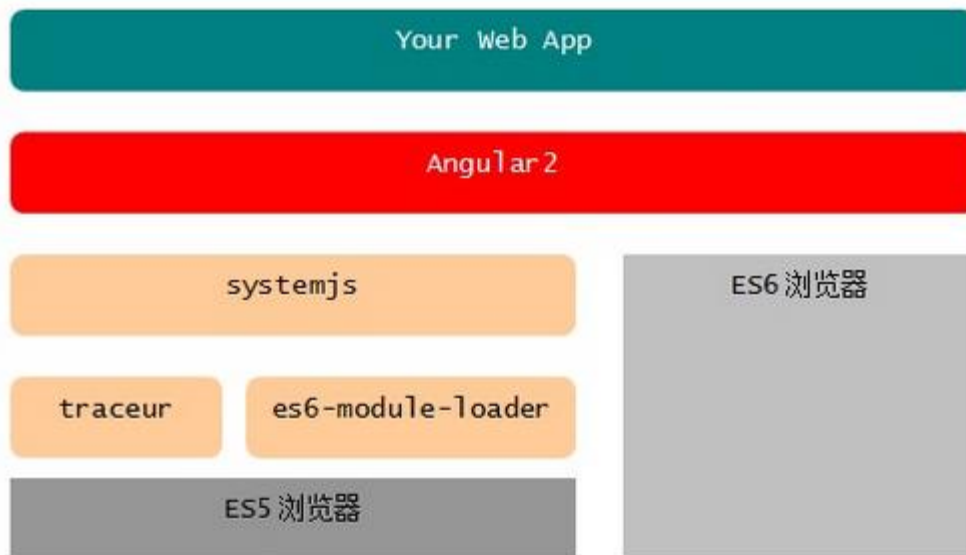 Your Web App
Angular2
systemjs
ES6 浏览器
traceur
es6-module-loader
ES5 浏览器